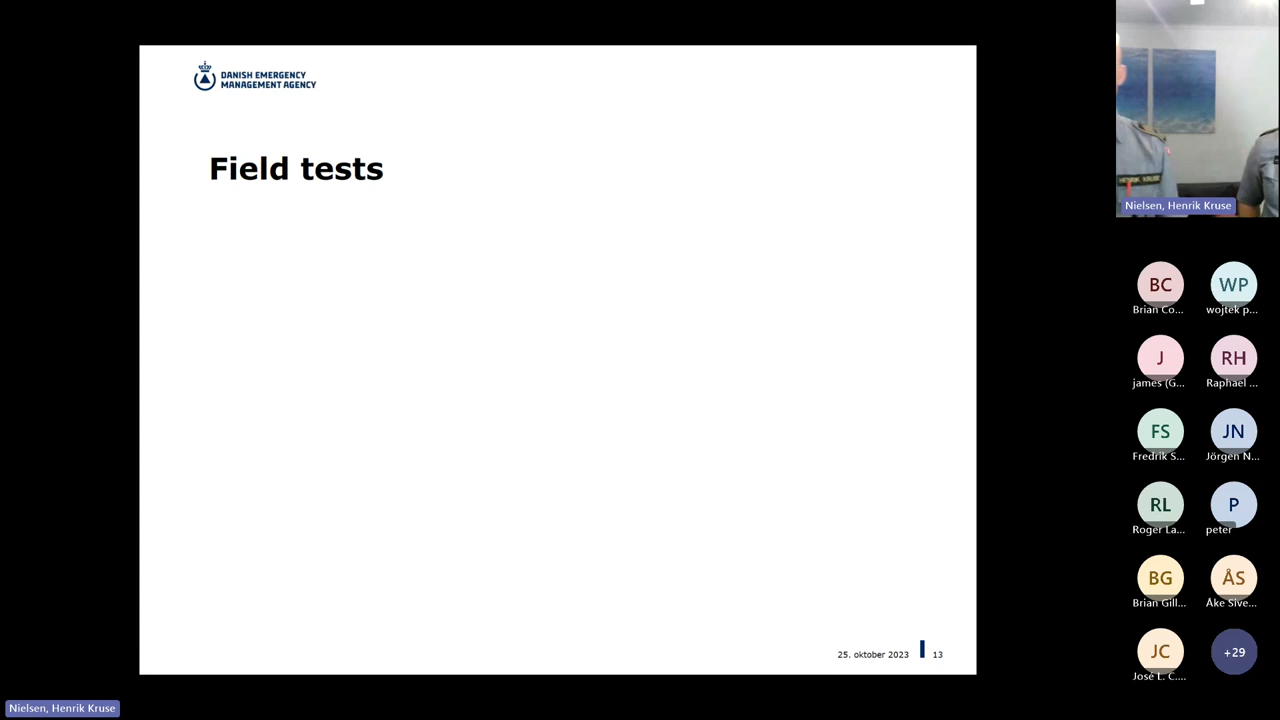 DANISH EMERGENCY
MANAGEMENT AGENCY
Field tests
25. oktober 2023
13
HENRIK KRUSE
Nielsen, Henrik Kruse
BC
WP
Brian Co...
wojtek p...
J
RH
james (G...
Raphael ...
FS
JN
Fredrik S...
Jörgen N...
RL
P
Roger La...
peter
BG
ÅS
Brian Gill...
Åke Sive...
JC
+29
José L. C....
Nielsen, Henrik Kruse